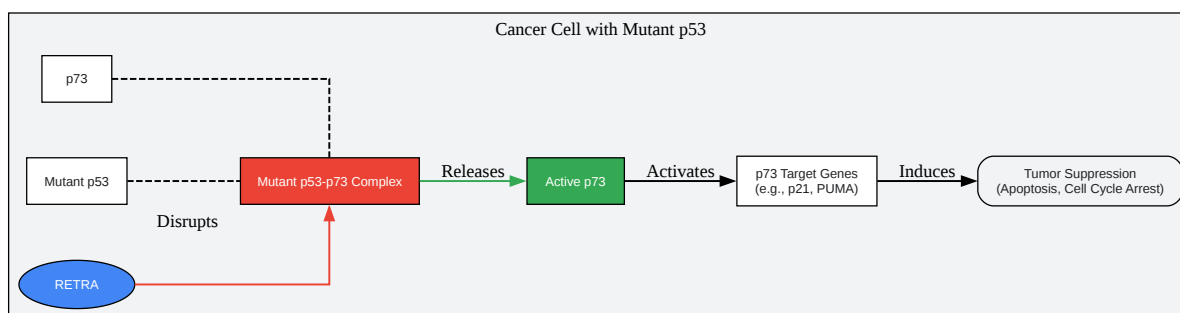 Cancer Cell with Mutant p53
p73
Mutant p53
Mutant p53-p73 Complex
Releases
Active p73
Activates
p73 Target Genes
(e.g., p21, PUMA)
Induces
Tumor Suppression
(Apoptosis, Cell Cycle Arrest)
Disrupts
RETRA